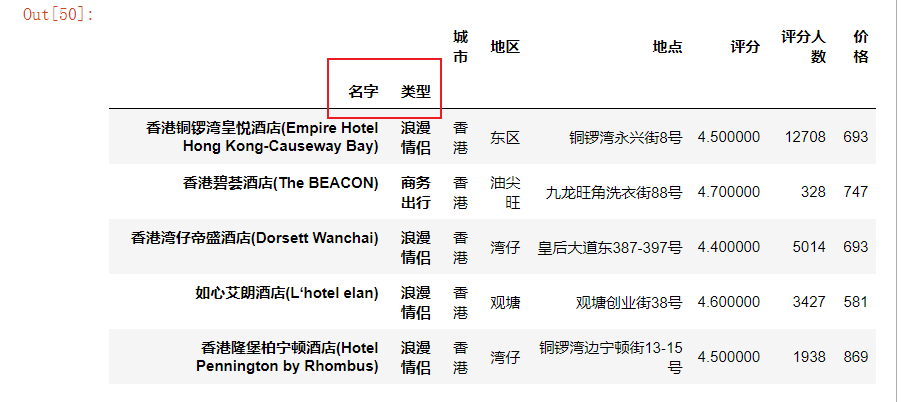 Out[50]:
城市 地区 地点 评分 评分人数 价格
名字 类型
香港铜锣湾皇悦酒店(Empire Hotel Hong Kong-Causeway Bay) 浪漫情侣 香港 东区 铜锣湾永兴街8号 4.500000 12708 693
香港碧荟酒店(The BEACON) 商务出行 香港 油尖旺 九龙旺角洗衣街88号 4.700000 328 747
香港湾仔帝盛酒店(Dorsett Wanchai) 浪漫情侣 香港 湾仔 皇后大道东387-397号 4.400000 5014 693
如心艾朗酒店(L‘hotel elan) 浪漫情侣 香港 观塘 观塘创业街38号 4.600000 3427 581
香港隆堡柏宁顿酒店(Hotel Pennington by Rhombus) 浪漫情侣 香港 湾仔 铜锣湾边宁顿街13-15号 4.500000 1938 869